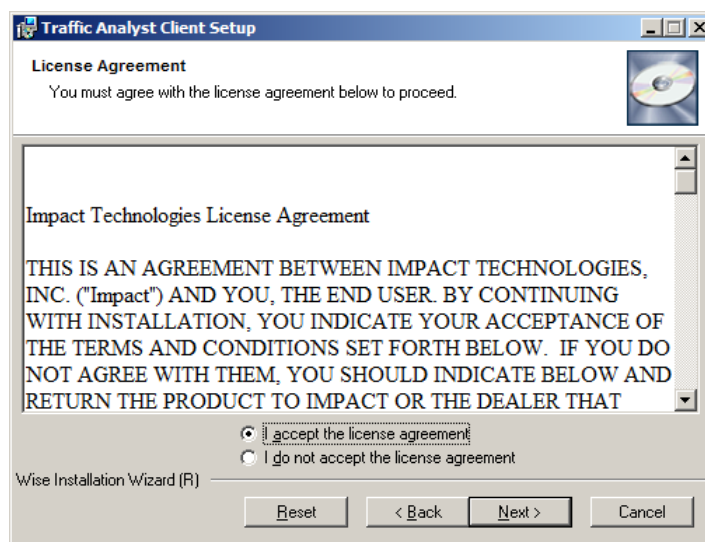 Traffic Analyst Client Setup
License Agreement
You must agree with the license agreement below to proceed.
Impact Technologies License Agreement
THIS IS AN AGREEMENT BETWEEN IMPACT TECHNOLOGIES,
INC. ("Impact") AND YOU, THE END USER. BY CONTINUING
WITH INSTALLATION, YOU INDICATE YOUR ACCEPTANCE OF
THE TERMS AND CONDITIONS SET FORTH BELOW.  IF YOU DO
NOT AGREE WITH THEM, YOU SHOULD INDICATE BELOW AND
RETURN THE PRODUCT TO IMPACT OR THE DEALER THAT
I accept the license agreement
I do not accept the license agreement
Wise Installation Wizard (R)
Reset < Back Next > Cancel